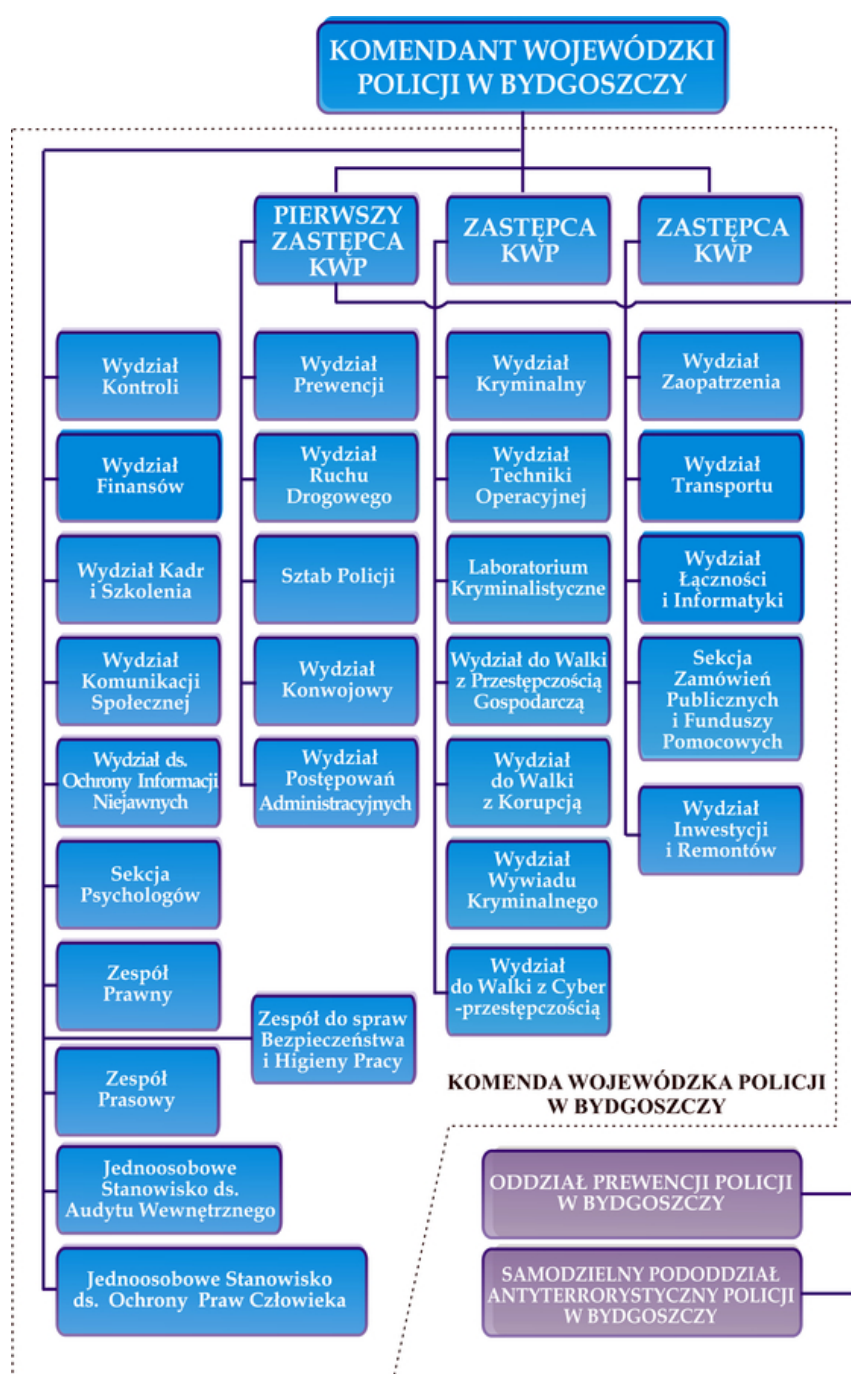 KOMENDANT WOJEWÓDZKI
POLICJI W BYDGOSZCZY
PIERWSZY
ZASTĘPCA
KWP
ZASTĘPCA
KWP
ZASTĘPCA
KWP
Wydział
Kontroli
Wydział
Finansów
Wydział Kadr
i Szkolenia
Wydział
Komunikacji
Społecznej
Wydział ds.
Ochrony Informacji
Niejawnych
Sekcja
Psychologów
Zespół
Prawny
Zespół
Prasowy
Jednoosobowe
Stanowisko ds.
Audytu Wewnętrznego
Jednoosobowe Stanowisko
ds. Ochrony Praw Człowieka
Wydział
Prewencji
Wydział
Ruchu
Drogowego
Sztab Policji
Wydział
Konwojowy
Wydział
Postępowań
Administracyjnych
Zespół do spraw
Bezpieczeństwa
i Higieny Pracy
Wydział
Kryminalny
Wydział
Techniki
Operacyjnej
Laboratorium
Kryminalistyczne
Wydział do Walki
z Przestępczością
Gospodarczą
Wydział
do Walki
z Korupcją
Wydział
Wywiadu
Kryminalnego
Wydział
do Walki z Cyber
-przestępczością
Wydział
Zaopatrzenia
Wydział
Transportu
Wydział
Łączności
i Informatyki
Sekcja
Zamówień
Publicznych
i Funduszy
Pomocowych
Wydział
Inwestycji
i Remontów
KOMENDA WOJEWÓDZKA POLICJI
W BYDGOSZCZY
ODDZIAŁ PREWENCJI POLICJI
W BYDGOSZCZY
SAMODZIELNY PODODDZIAŁ
ANTYTERRORYSTYCZNY POLICJI
W BYDGOSZCZY